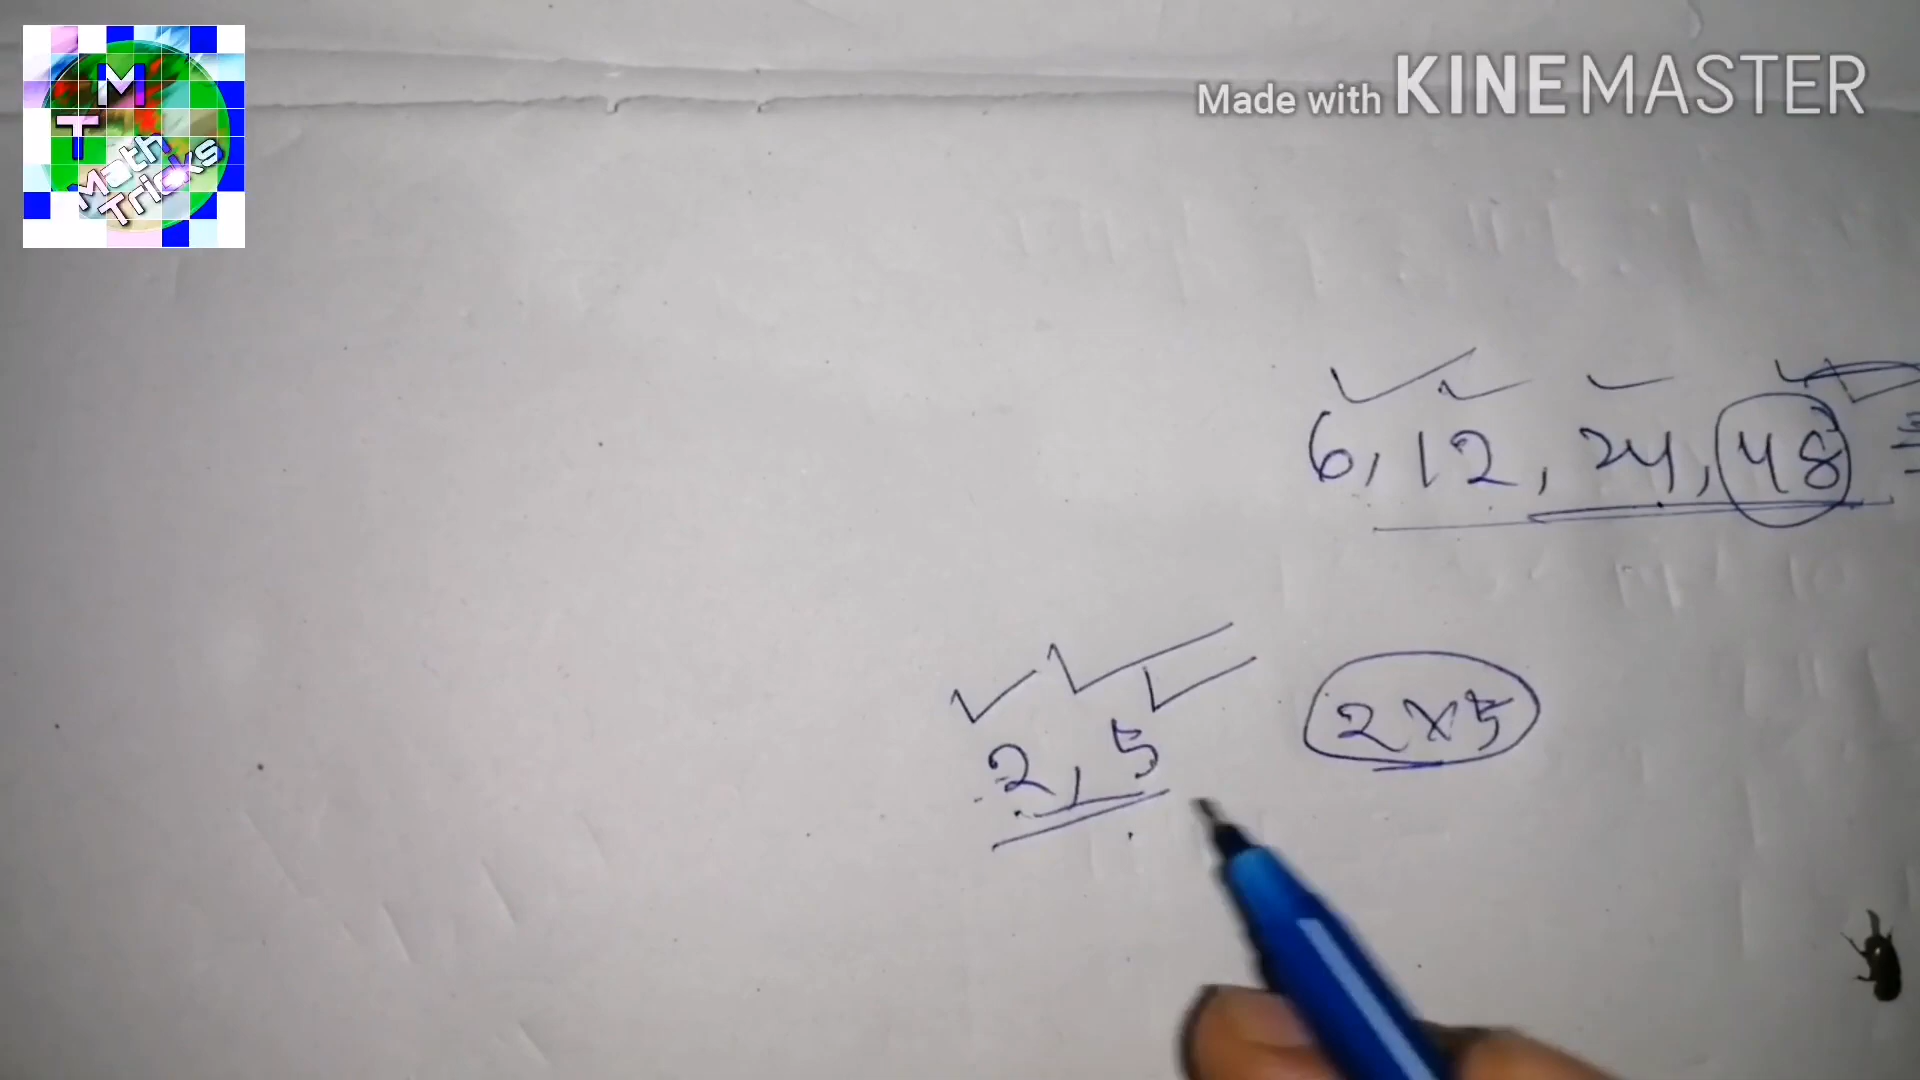 M
T
Math
Tricks
Made with KINEMASTER
6, 12, 24, 48
2, 5
2×5